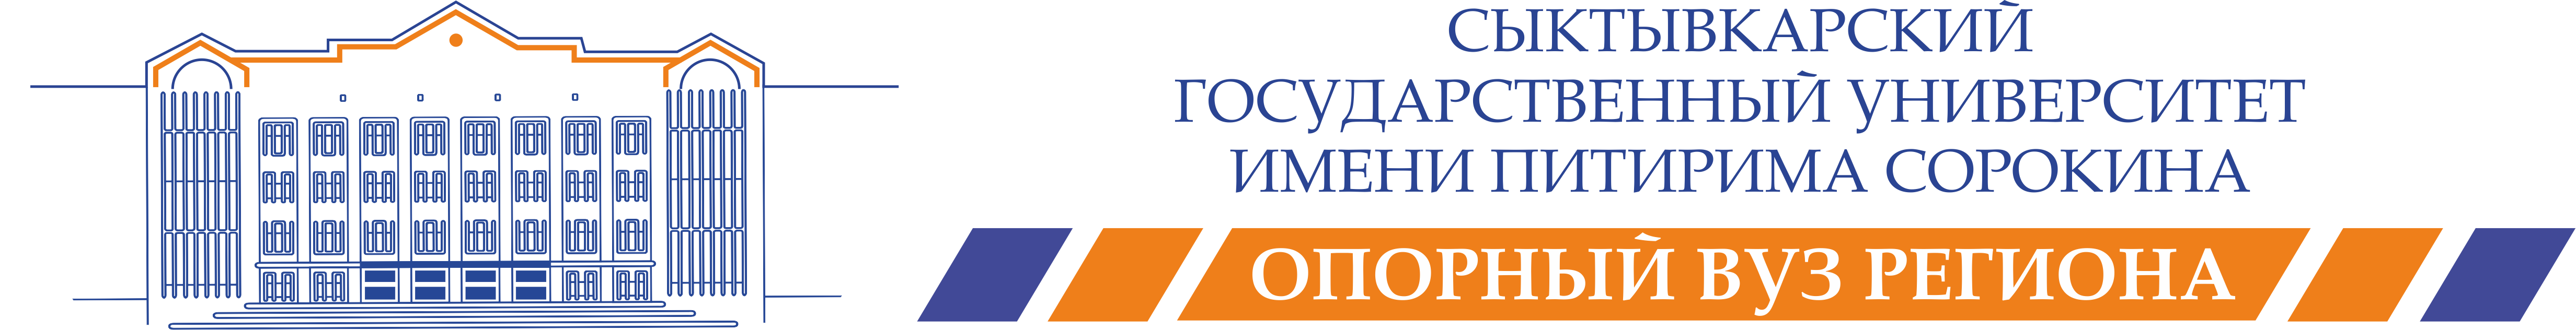 СЫКТЫВКАРСКИЙ
ГОСУДАРСТВЕННЫЙ УНИВЕРСИТЕТ
ИМЕНИ ПИТИРИМА СОРОКИНА
ОПОРНЫЙ ВУЗ РЕГИОНА